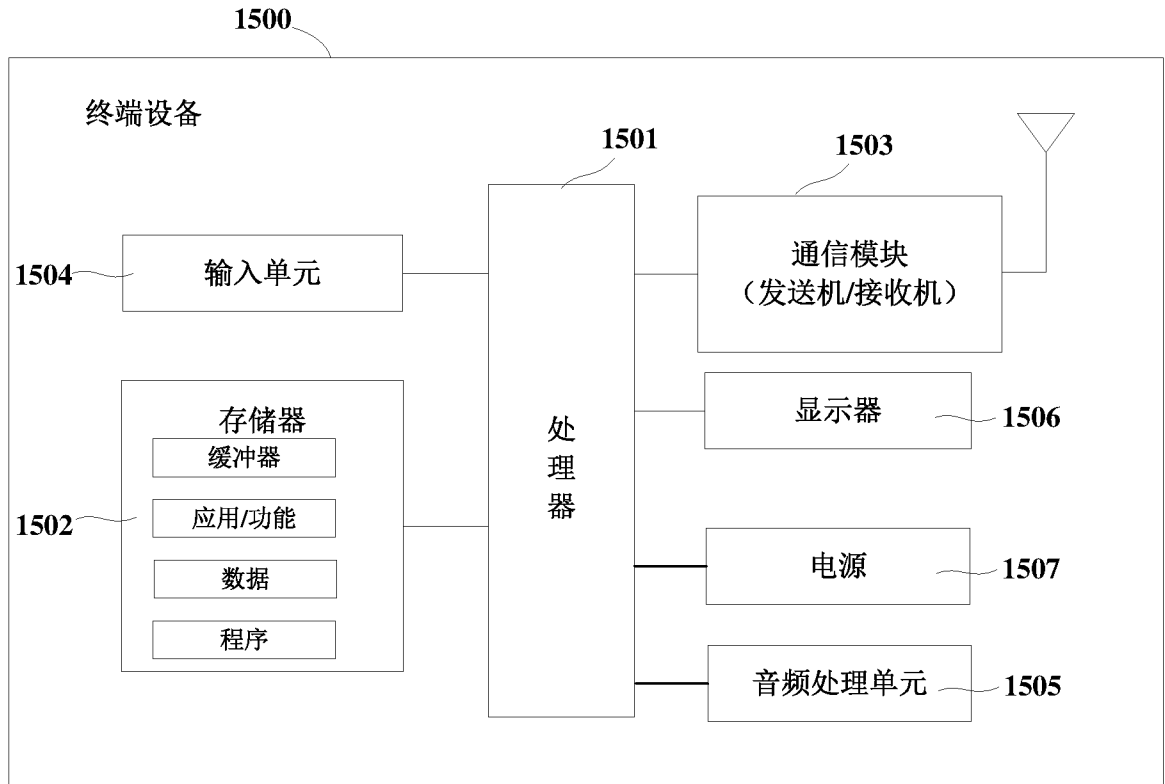 1500
终端设备
1501
1503
1504
输入单元
通信模块
（发送机/接收机）
存储器
缓冲器
应用/功能
数据
程序
1502
处
理
器
显示器
1506
电源
1507
音频处理单元
1505